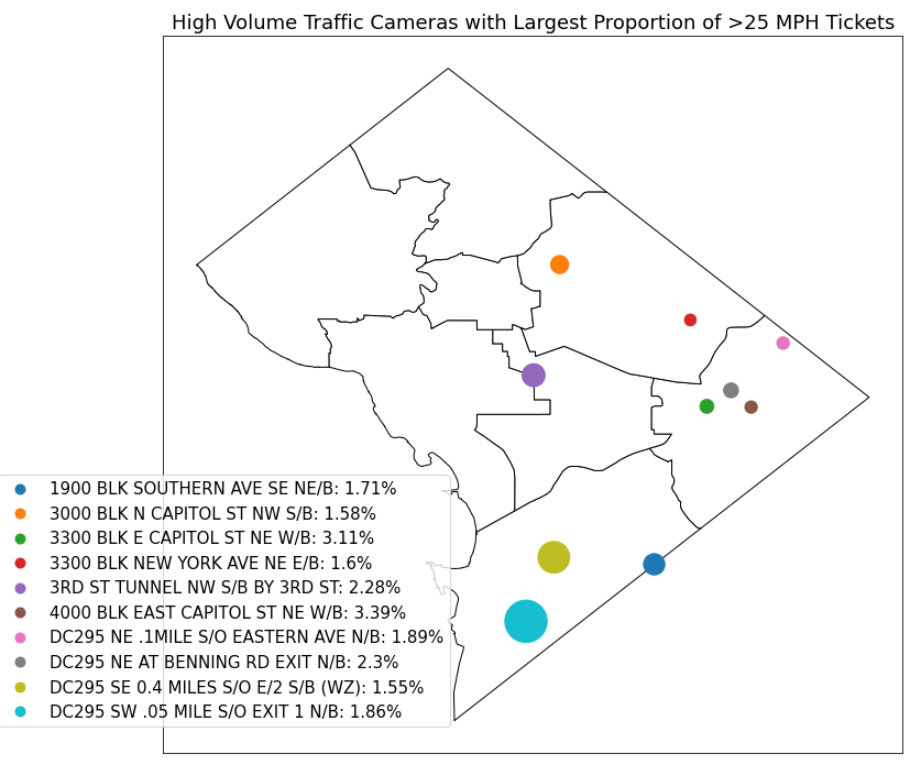 High Volume Traffic Cameras with Largest Proportion of >25 MPH Tickets
1900 BLK SOUTHERN AVE SE NE/B: 1.71%
3000 BLK N CAPITOL ST NW S/B: 1.58%
3300 BLK E CAPITOL ST NE W/B: 3.11%
3300 BLK NEW YORK AVE NE E/B: 1.6%
3RD ST TUNNEL NW S/B BY 3RD ST: 2.28%
4000 BLK EAST CAPITOL ST NE W/B: 3.39%
DC295 NE .1MILE S/O EASTERN AVE N/B: 1.89%
DC295 NE AT BENNING RD EXIT N/B: 2.3%
DC295 SE 0.4 MILES S/O E/2 S/B (WZ): 1.55%
DC295 SW .05 MILE S/O EXIT 1 N/B: 1.86%